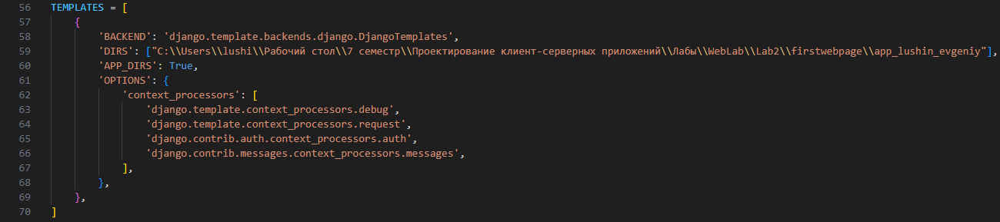 56 TEMPLATES = [
57 {
58 'BACKEND': 'django.template.backends.django.DjangoTemplates',
59 'DIRS': ["C:\\Users\\lushi\\Рабочий стол\\7 семестр\\Проектирование клиент-серверных приложений\\Лабы\\WebLab\\Lab2\\firstwebpage\\app_lushin_evgeniy"],
60 'APP_DIRS': True,
61 'OPTIONS': {
62 'context_processors': [
63 'django.template.context_processors.debug',
64 'django.template.context_processors.request',
65 'django.contrib.auth.context_processors.auth',
66 'django.contrib.messages.context_processors.messages',
67 ],
68 },
69 },
70 ]